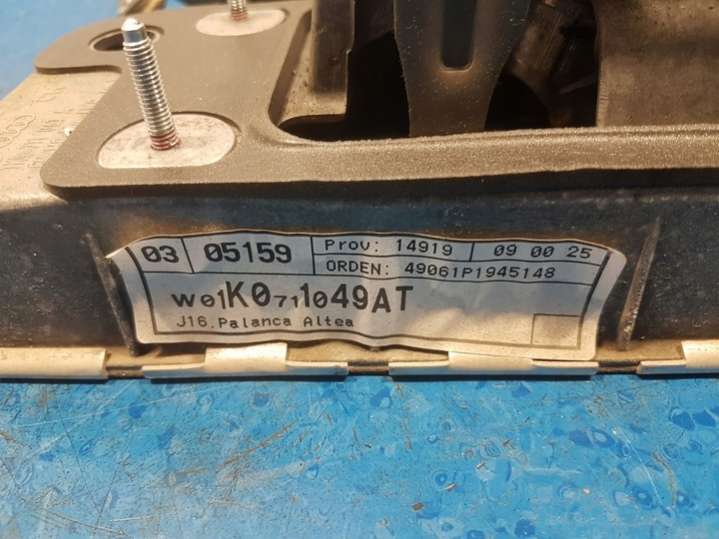 03 05159 Prov: 14919 09 00 25
ORDEN: 49061P1945148
W01K0711049AT
J16.Palanca Altea